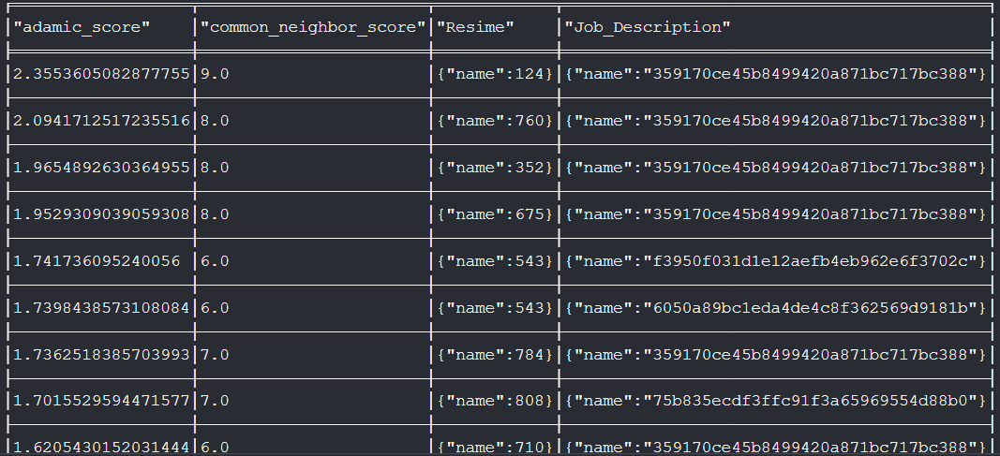 "adamic_score" "common_neighbor_score" "Resime" "Job_Description"
2.3553605082877755 9.0 {"name":124} {"name":"359170ce45b8499420a871bc717bc388"}
2.0941712517235516 8.0 {"name":760} {"name":"359170ce45b8499420a871bc717bc388"}
1.9654892630364955 8.0 {"name":352} {"name":"359170ce45b8499420a871bc717bc388"}
1.9529309039059308 8.0 {"name":675} {"name":"359170ce45b8499420a871bc717bc388"}
1.741736095240056 6.0 {"name":543} {"name":"f3950f031d1e12aefb4eb962e6f3702c"}
1.7398438573108084 6.0 {"name":543} {"name":"6050a89bc1eda4de4c8f362569d9181b"}
1.7362518385703993 7.0 {"name":784} {"name":"359170ce45b8499420a871bc717bc388"}
1.7015529594471577 7.0 {"name":808} {"name":"75b835ecdf3ffc91f3a65969554d88b0"}
1.6205430152031444 6.0 {"name":710} {"name":"359170ce45b8499420a871bc717bc388"}